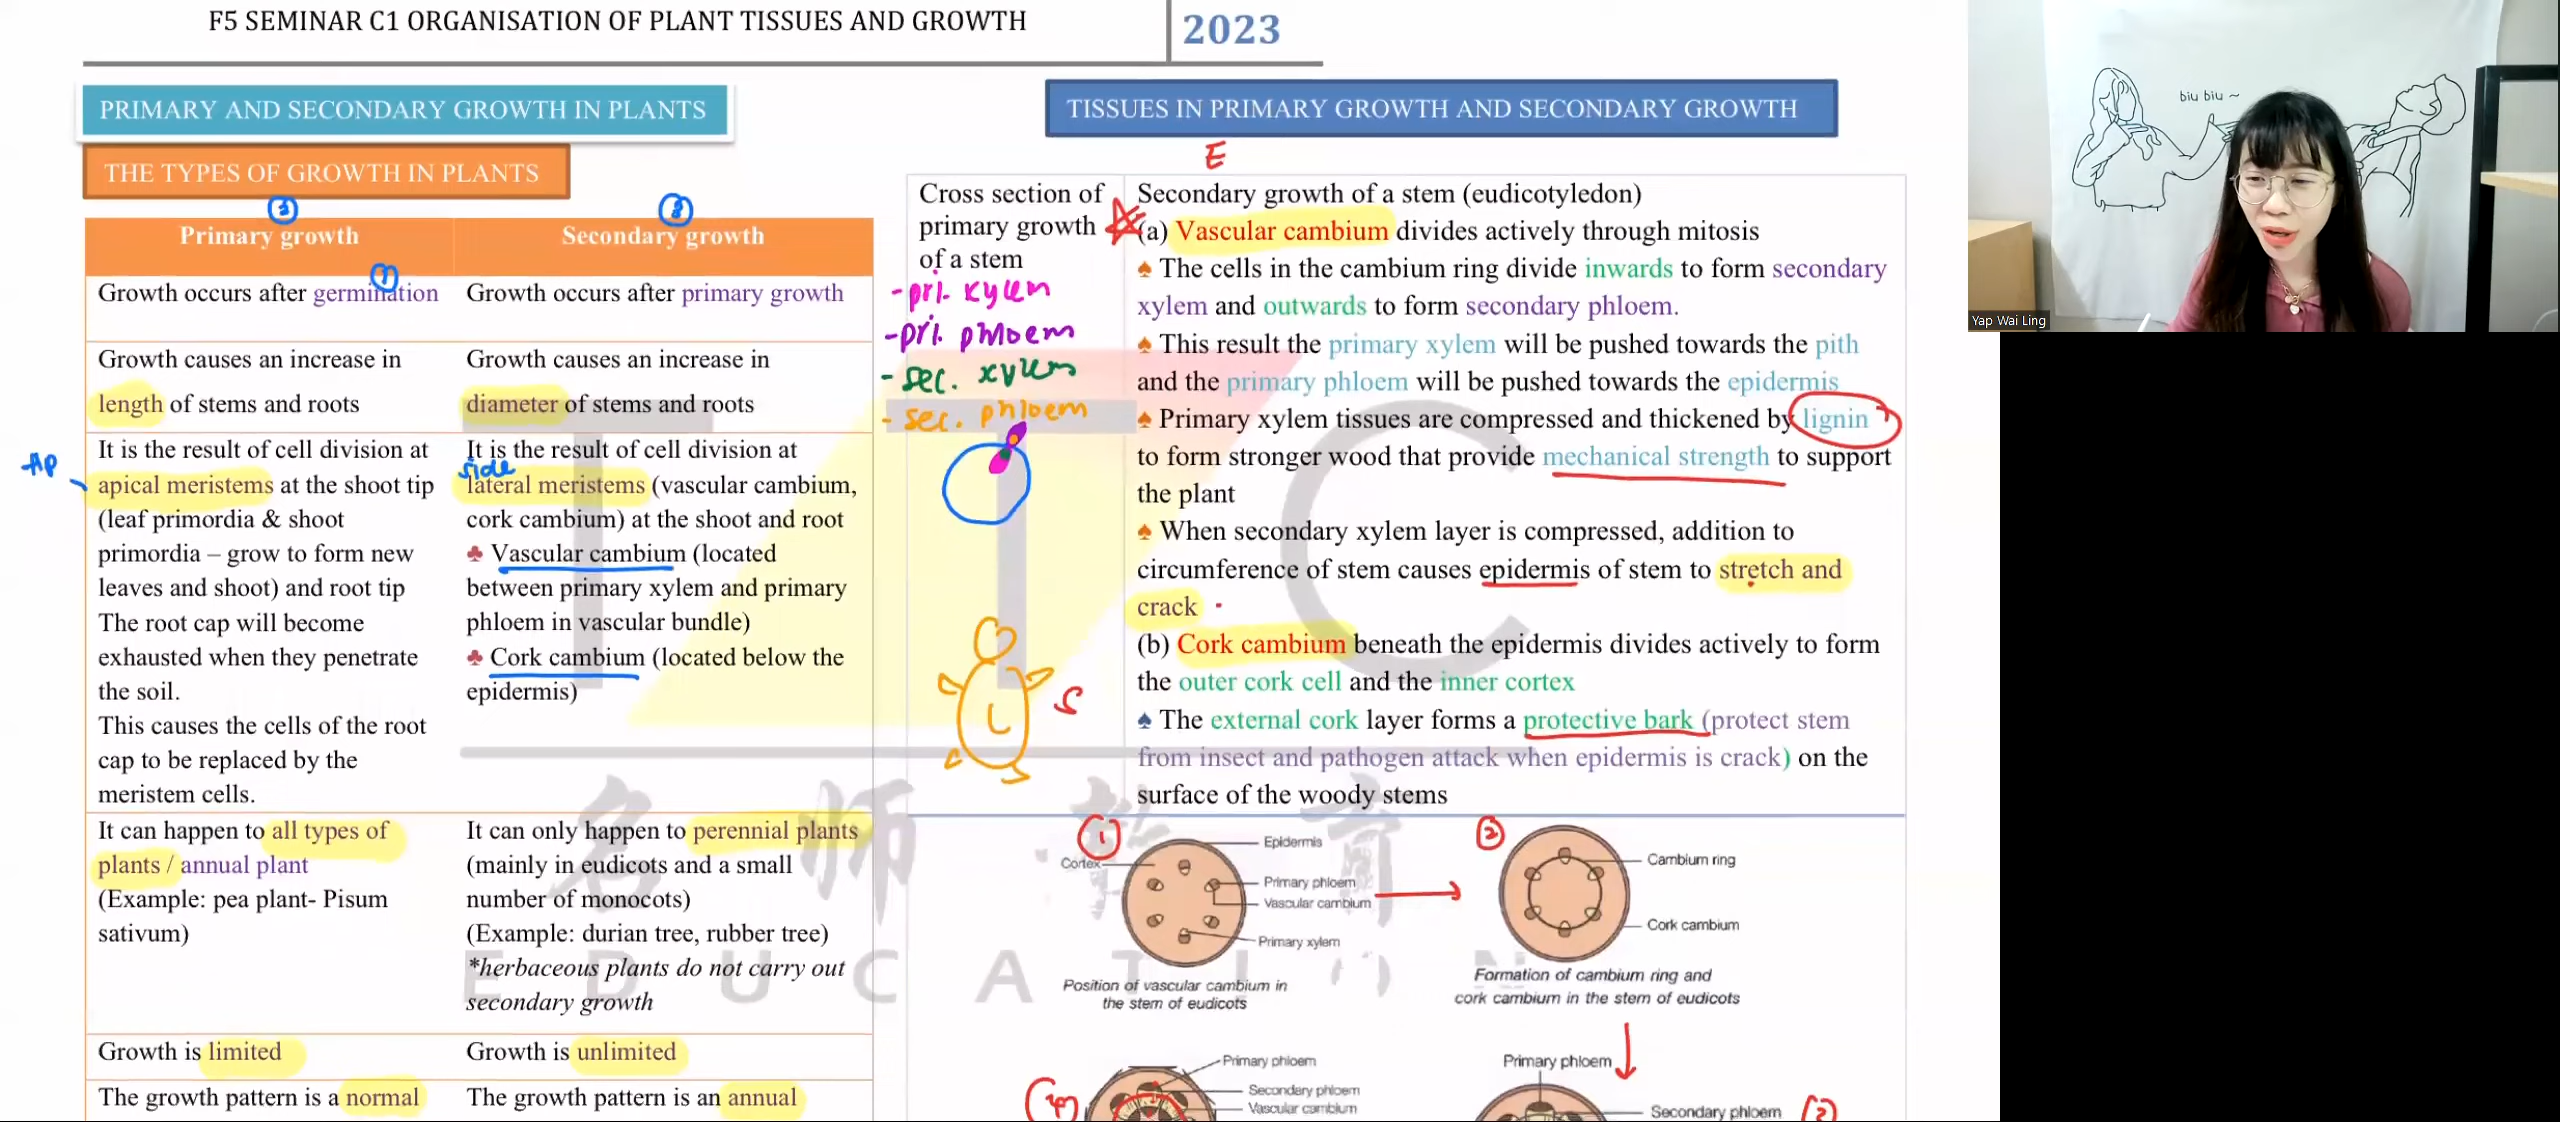 F5 SEMINAR C1 ORGANISATION OF PLANT TISSUES AND GROWTH
2023
PRIMARY AND SECONDARY GROWTH IN PLANTS
THE TYPES OF GROWTH IN PLANTS
Primary growth
Secondary growth
Growth occurs after germination
Growth occurs after primary growth
Growth causes an increase in
length of stems and roots
Growth causes an increase in
diameter of stems and roots
tip
It is the result of cell division at
apical meristems at the shoot tip
(leaf primordia & shoot
primordia – grow to form new
leaves and shoot) and root tip
The root cap will become
exhausted when they penetrate
the soil.
This causes the cells of the root
cap to be replaced by the
meristem cells.
It is the result of cell division at
side
lateral meristems (vascular cambium,
cork cambium) at the shoot and root
♣ Vascular cambium (located
between primary xylem and primary
phloem in vascular bundle)
♣ Cork cambium (located below the
epidermis)
It can happen to all types of
plants / annual plant
(Example: pea plant- Pisum
sativum)
It can only happen to perennial plants
(mainly in eudicots and a small
number of monocots)
(Example: durian tree, rubber tree)
*herbaceous plants do not carry out
secondary growth
Growth is limited
Growth is unlimited
The growth pattern is a normal
The growth pattern is an annual
TISSUES IN PRIMARY GROWTH AND SECONDARY GROWTH
E
Cross section of
primary growth
of a stem
- pri. xylem
- pri. phloem
- sec. xylem
- sec. phloem
L
S
Secondary growth of a stem (eudicotyledon)
(a) Vascular cambium divides actively through mitosis
♠ The cells in the cambium ring divide inwards to form secondary
xylem and outwards to form secondary phloem.
♠ This result the primary xylem will be pushed towards the pith
and the primary phloem will be pushed towards the epidermis
♠ Primary xylem tissues are compressed and thickened by lignin
to form stronger wood that provide mechanical strength to support
the plant
♠ When secondary xylem layer is compressed, addition to
circumference of stem causes epidermis of stem to stretch and
crack
(b) Cork cambium beneath the epidermis divides actively to form
the outer cork cell and the inner cortex
♠ The external cork layer forms a protective bark (protect stem
from insect and pathogen attack when epidermis is crack) on the
surface of the woody stems
1
Epidermis
Cortex
Primary phloem
Vascular cambium
Primary xylem
Position of vascular cambium in
the stem of eudicots
2
Cambium ring
Cork cambium
Formation of cambium ring and
cork cambium in the stem of eudicots
Primary phloem
Secondary phloem
Vascular cambium
Primary phloem
Secondary phloem
TTC
名师教育
EDUCATION
biu biu ~
Yap Wai Ling